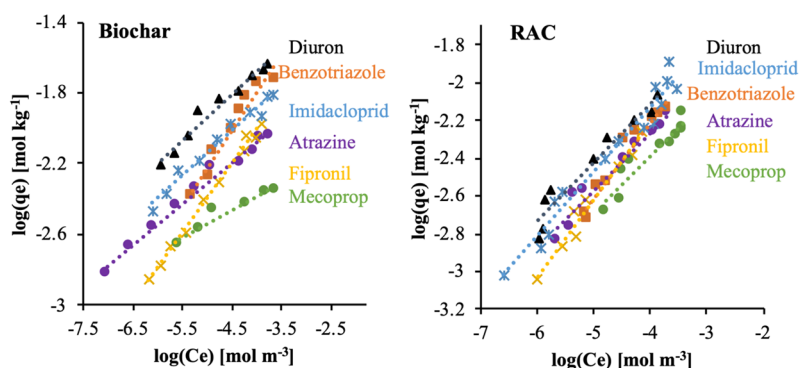 Biochar
log(qe) [mol kg⁻¹]
-1.4
-1.8
-2.2
-2.6
-3
Diuron
Benzotriazole
Imidacloprid
Atrazine
Fipronil
Mecoprop
-7.5 -6.5 -5.5 -4.5 -3.5 -2.5
log(Ce) [mol m⁻³]
RAC
log(qe) [mol kg⁻¹]
-1.8
-2
-2.2
-2.4
-2.6
-2.8
-3
-3.2
Diuron
Imidacloprid
Benzotriazole
Atrazine
Fipronil
Mecoprop
-7 -6 -5 -4 -3 -2
log(Ce) [mol m⁻³]